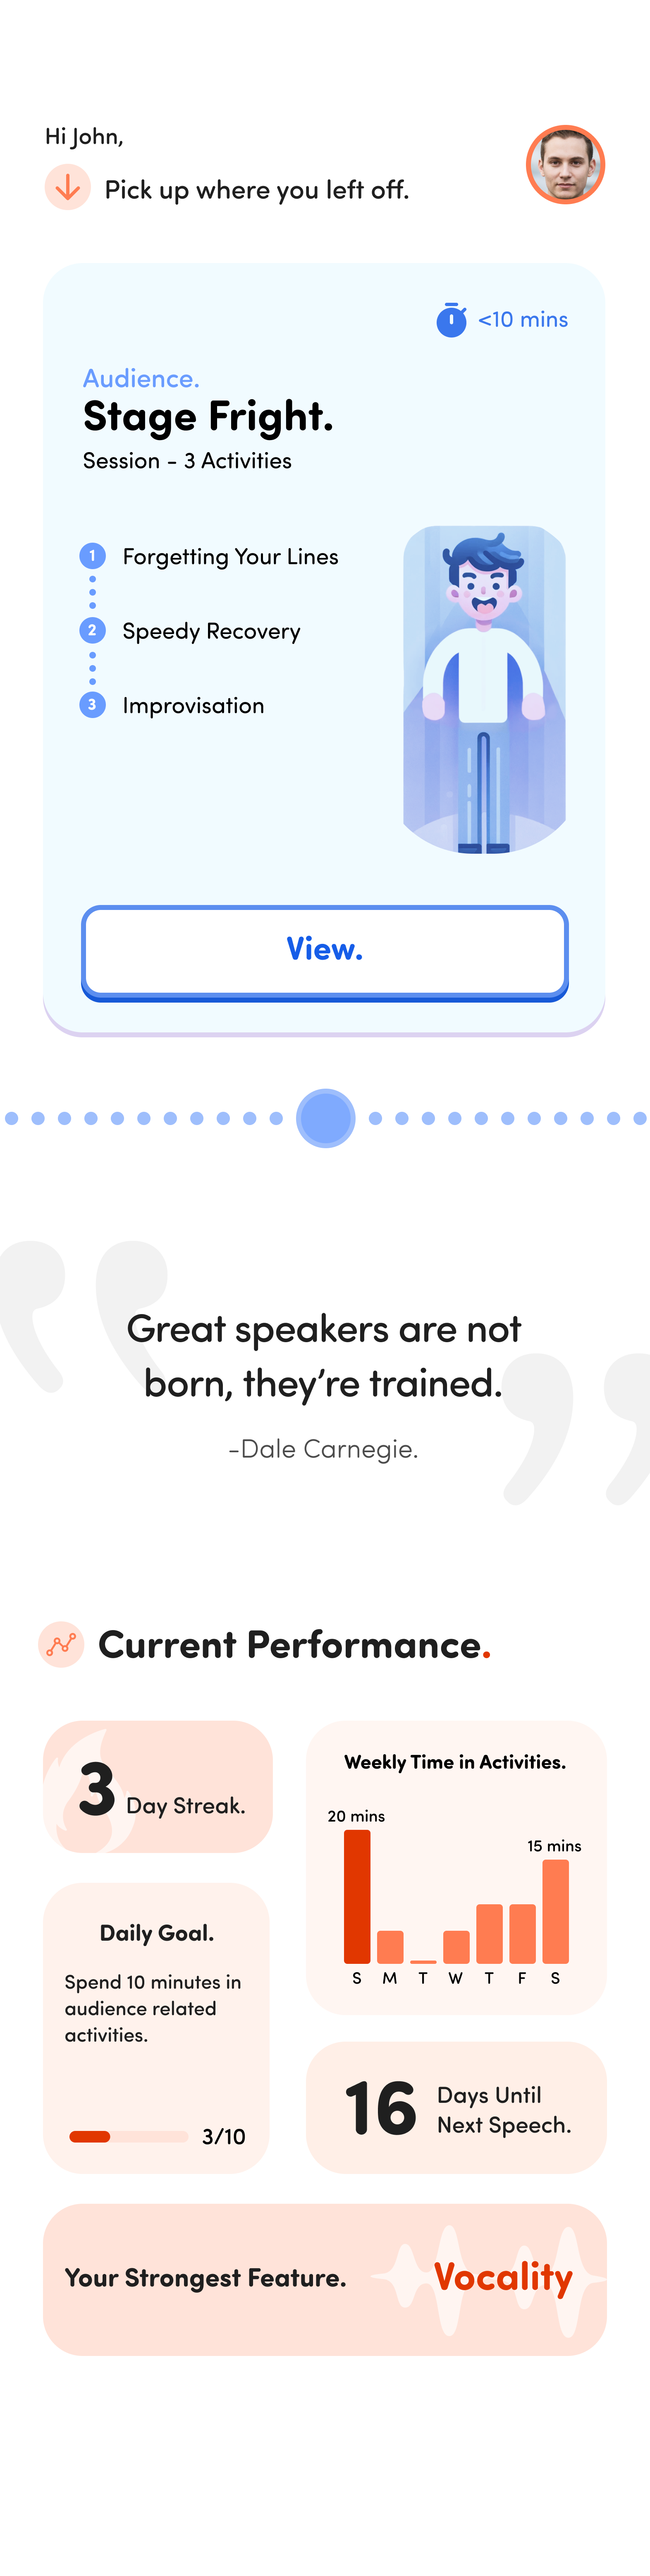 Hi John,
Pick up where you left off.
<10 mins
Audience.
Stage Fright.
Session - 3 Activities
1 Forgetting Your Lines
2 Speedy Recovery
3 Improvisation
View.
Great speakers are not
born, they’re trained.
-Dale Carnegie.
Current Performance.
3 Day Streak.
Weekly Time in Activities.
20 mins
15 mins
S M T W T F S
Daily Goal.
Spend 10 minutes in
audience related
activities.
3/10
16 Days Until
Next Speech.
Your Strongest Feature. Vocality